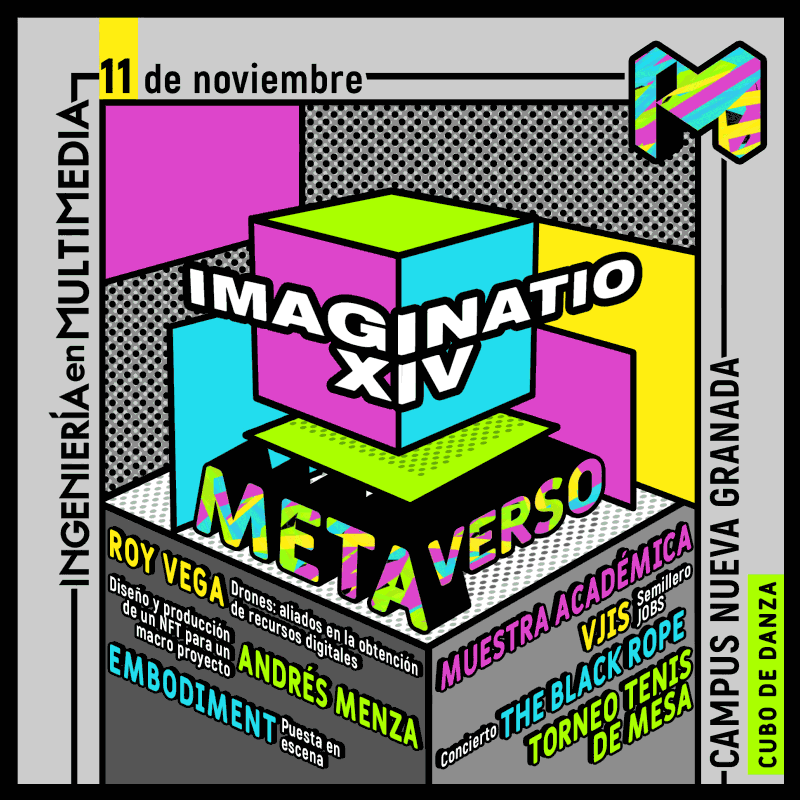 11 de noviembre
M
INGENIERÍA en MULTIMEDIA
IMAGINATIO
XIV
METAVERSO
ROY VEGA
Drones: aliados en la obtención
de recursos digitales
Diseño y producción
de un NFT para un
macro proyecto
ANDRÉS MENZA
EMBODIMENT
Puesta en
escena
MUESTRA ACADÉMICA
VJIS
Semillero
jOBS
Concierto
THE BLACK ROPE
TORNEO TENIS
DE MESA
CAMPUS NUEVA GRANADA
CUBO DE DANZA